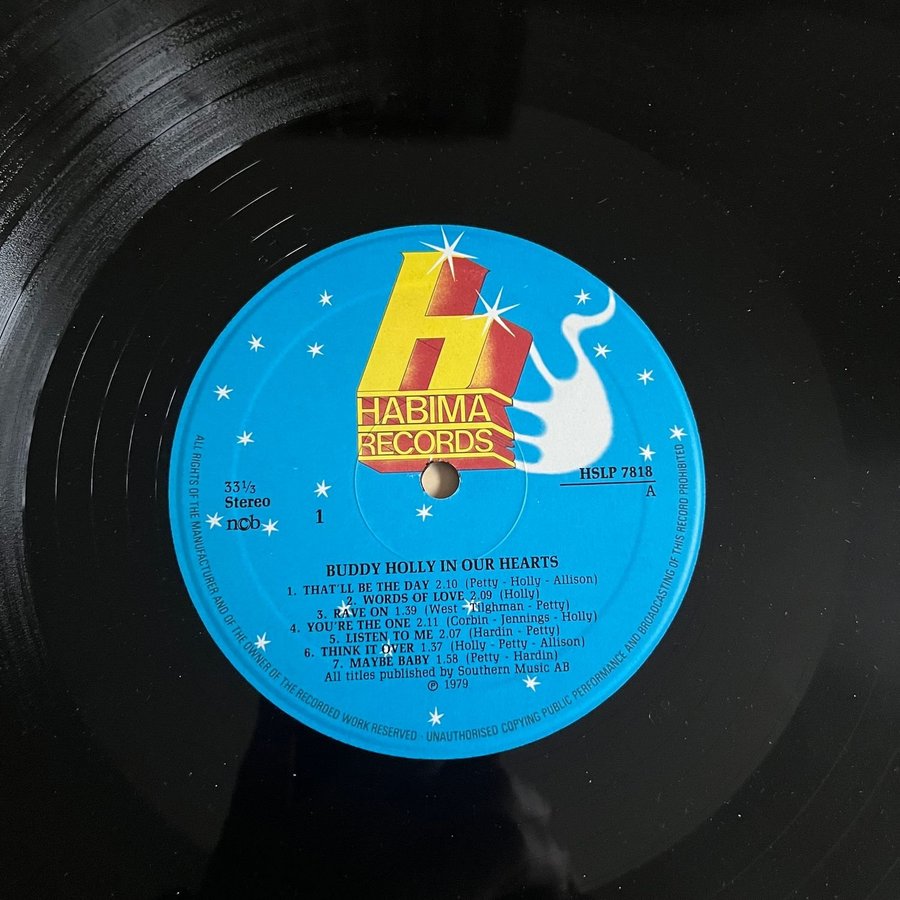 H
HABIMA
RECORDS
HSLP 7818
A
33⅓
Stereo
ncb
1
BUDDY HOLLY IN OUR HEARTS
1. THAT'LL BE THE DAY 2.10 (Petty - Holly - Allison)
2. WORDS OF LOVE 2.09 (Holly)
3. RAVE ON 1.39 (West - Tilghman - Petty)
4. YOU'RE THE ONE 2.11 (Corbin - Jennings - Holly)
5. LISTEN TO ME 2.07 (Hardin - Petty)
6. THINK IT OVER 1.37 (Holly - Petty - Allison)
7. MAYBE BABY 1.58 (Petty - Hardin)
All titles published by Southern Music AB
℗ 1979
ALL RIGHTS OF THE MANUFACTURER AND OF THE OWNER OF THE RECORDED WORK RESERVED · UNAUTHORISED COPYING PUBLIC PERFORMANCE AND BROADCASTING OF THIS RECORD PROHIBITED